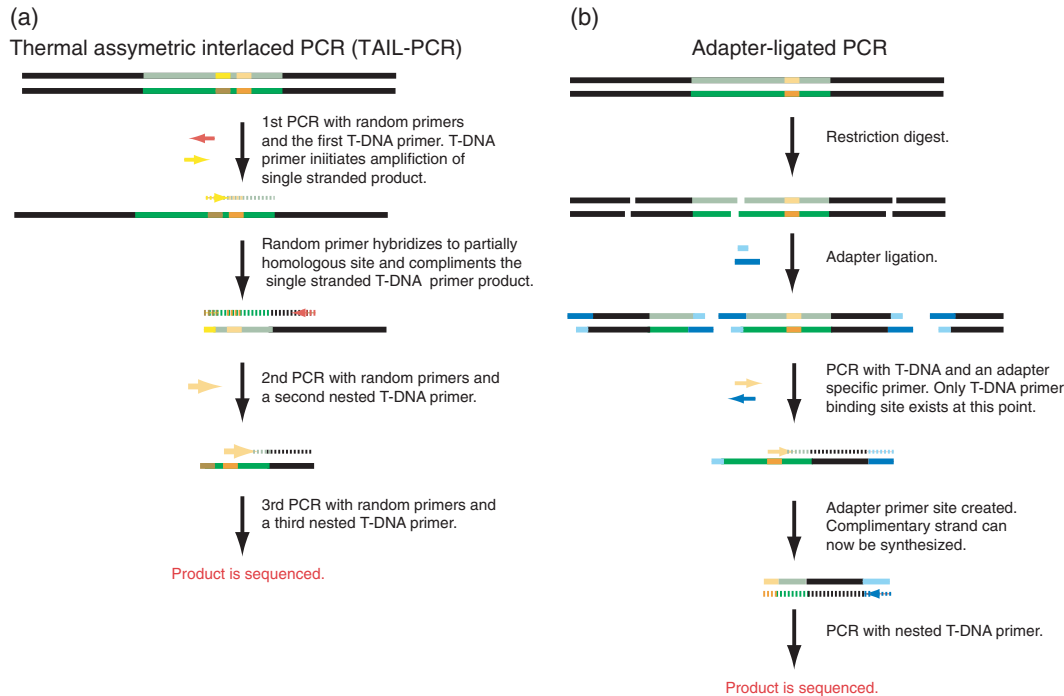 (a)
Thermal assymetric interlaced PCR (TAIL-PCR)
1st PCR with random primers
and the first T-DNA primer. T-DNA
primer iniitiates amplifiction of
single stranded product.
Random primer hybridizes to partially
homologous site and compliments the
single stranded T-DNA primer product.
2nd PCR with random primers and
a second nested T-DNA primer.
3rd PCR with random primers and
a third nested T-DNA primer.
Product is sequenced.
(b)
Adapter-ligated PCR
Restriction digest.
Adapter ligation.
PCR with T-DNA and an adapter
specific primer. Only T-DNA primer
binding site exists at this point.
Adapter primer site created.
Complimentary strand can
now be synthesized.
PCR with nested T-DNA primer.
Product is sequenced.